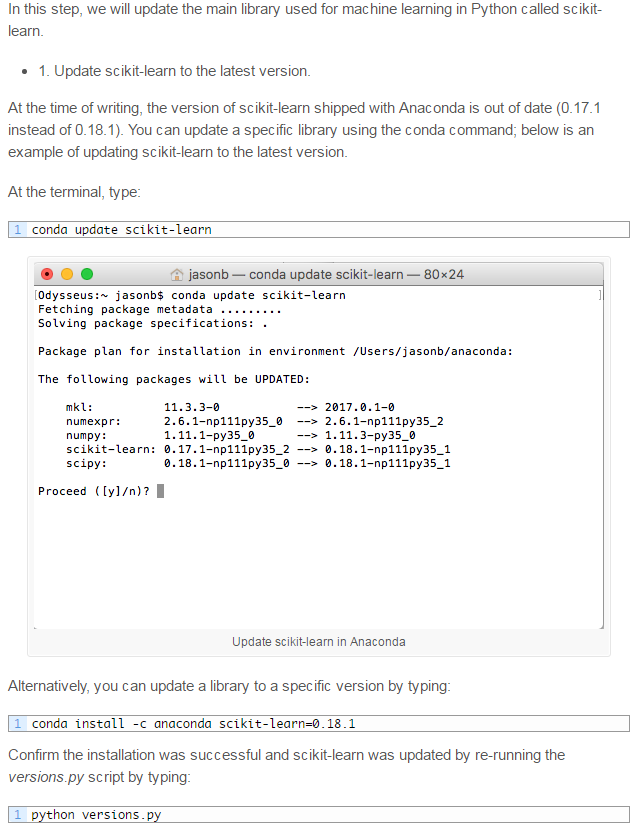 In this step, we will update the main library used for machine learning in Python called scikit-
learn.
• 1. Update scikit-learn to the latest version.
At the time of writing, the version of scikit-learn shipped with Anaconda is out of date (0.17.1
instead of 0.18.1). You can update a specific library using the conda command; below is an
example of updating scikit-learn to the latest version.
At the terminal, type:
1 conda update scikit-learn
jasonb — conda update scikit-learn — 80×24
[Odysseus:~ jasonb$ conda update scikit-learn ]
Fetching package metadata .........
Solving package specifications: .
Package plan for installation in environment /Users/jasonb/anaconda:
The following packages will be UPDATED:
mkl: 11.3.3-0 --> 2017.0.1-0
numexpr: 2.6.1-np111py35_0 --> 2.6.1-np111py35_2
numpy: 1.11.1-py35_0 --> 1.11.3-py35_0
scikit-learn: 0.17.1-np111py35_2 --> 0.18.1-np111py35_1
scipy: 0.18.1-np111py35_0 --> 0.18.1-np111py35_1
Proceed ([y]/n)?
Update scikit-learn in Anaconda
Alternatively, you can update a library to a specific version by typing:
1 conda install -c anaconda scikit-learn=0.18.1
Confirm the installation was successful and scikit-learn was updated by re-running the
versions.py script by typing:
1 python versions.py